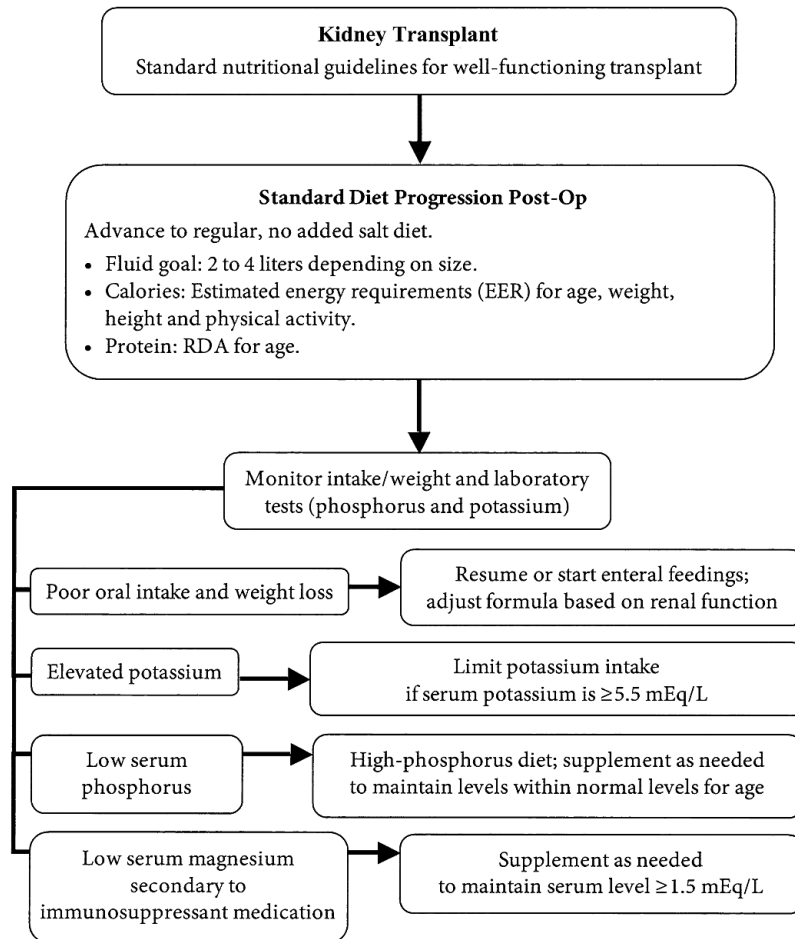 Kidney Transplant
Standard nutritional guidelines for well-functioning transplant
Standard Diet Progression Post-Op
Advance to regular, no added salt diet.
• Fluid goal: 2 to 4 liters depending on size.
• Calories: Estimated energy requirements (EER) for age, weight,
height and physical activity.
• Protein: RDA for age.
Monitor intake/weight and laboratory
tests (phosphorus and potassium)
Poor oral intake and weight loss
Resume or start enteral feedings;
adjust formula based on renal function
Elevated potassium
Limit potassium intake
if serum potassium is ≥5.5 mEq/L
Low serum
phosphorus
High-phosphorus diet; supplement as needed
to maintain levels within normal levels for age
Low serum magnesium
secondary to
immunosuppressant medication
Supplement as needed
to maintain serum level ≥1.5 mEq/L